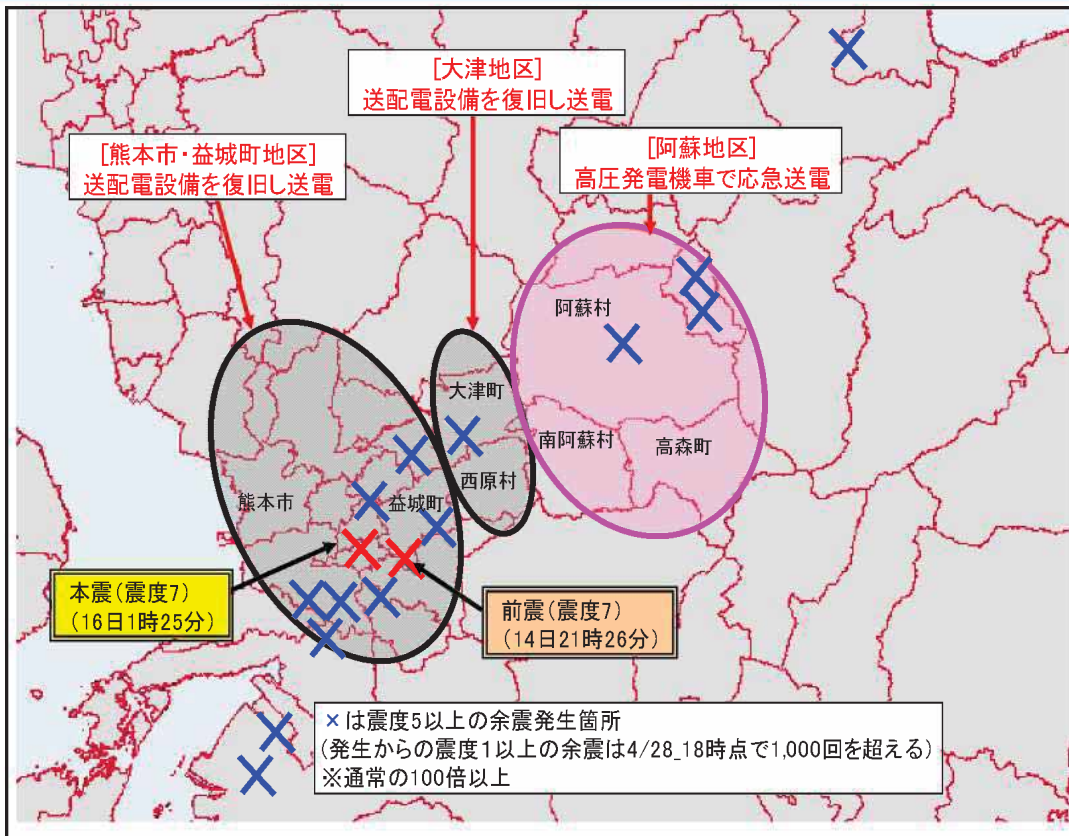 [大津地区]
送配電設備を復旧し送電
[熊本市・益城町地区]
送配電設備を復旧し送電
[阿蘇地区]
高圧発電機車で応急送電
阿蘇村
大津町
南阿蘇村
高森町
西原村
熊本市
益城町
本震(震度7)
(16日1時25分)
前震(震度7)
(14日21時26分)
×は震度5以上の余震発生箇所
(発生からの震度1以上の余震は4/28_18時点で1,000回を超える)
※通常の100倍以上